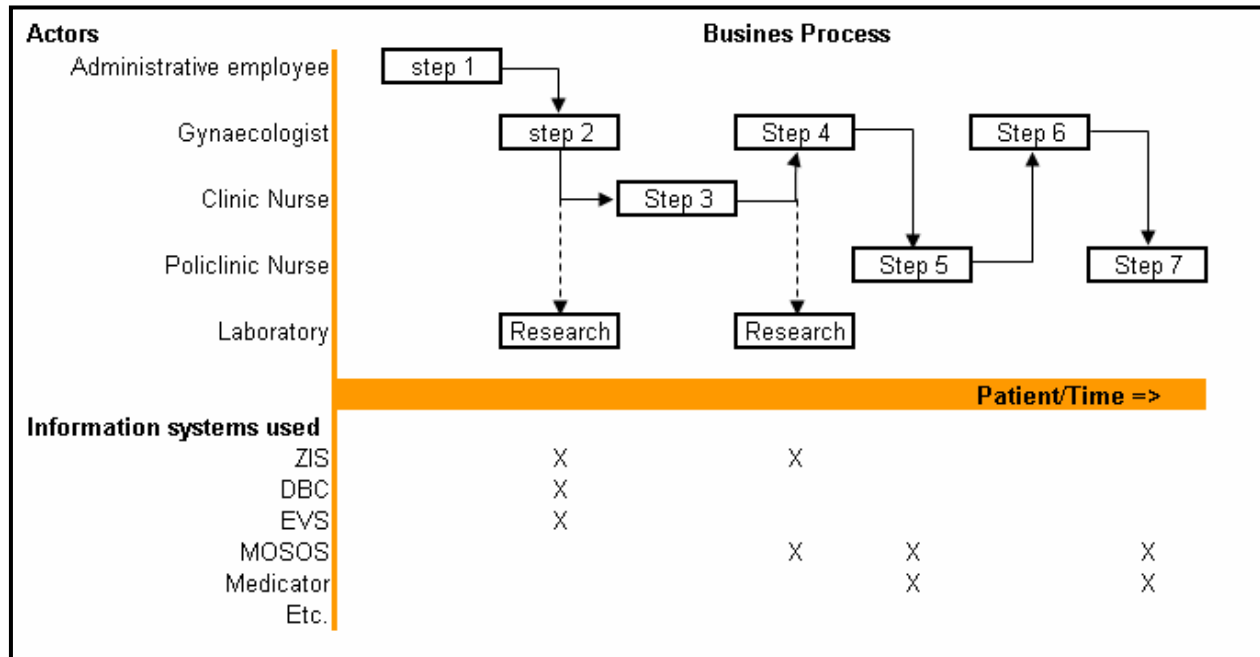 Actors Busines Process
Administrative employee step 1
Gynaecologist step 2 Step 4 Step 6
Clinic Nurse Step 3
Policlinic Nurse Step 5 Step 7
Laboratory Research Research
Patient/Time =>
Information systems used
ZIS X X
DBC X
EVS X
MOSOS X X X
Medicator X X
Etc.